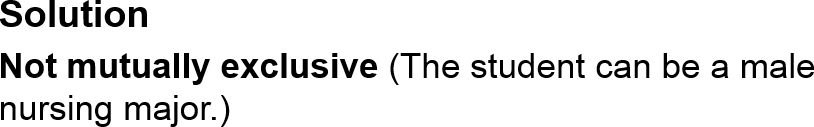 Solution
Not mutually exclusive (The student can be a male
nursing major.)